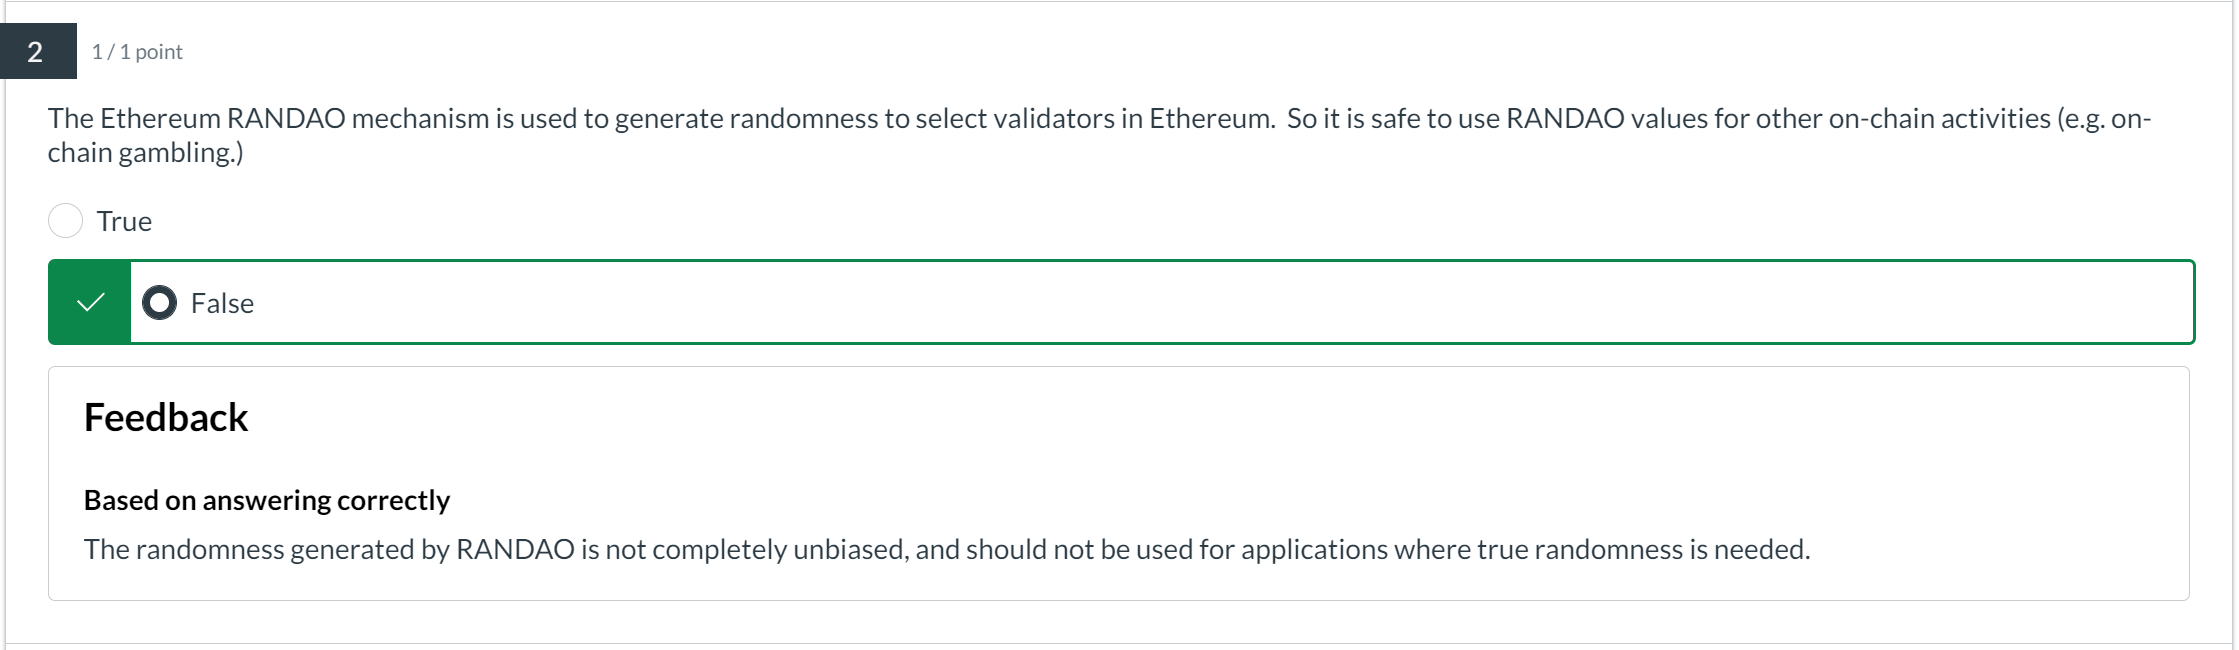 2
1 / 1 point
The Ethereum RANDAO mechanism is used to generate randomness to select validators in Ethereum.  So it is safe to use RANDAO values for other on-chain activities (e.g. on-
chain gambling.)
True
False
Feedback
Based on answering correctly
The randomness generated by RANDAO is not completely unbiased, and should not be used for applications where true randomness is needed.